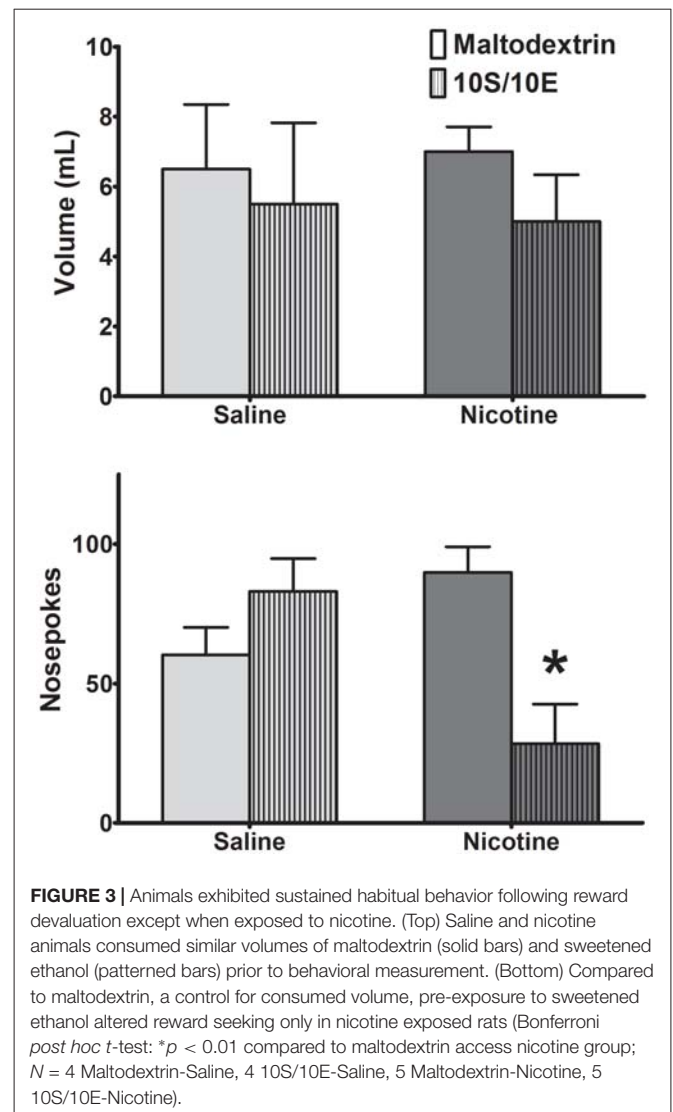 10
Maltodextrin
10S/10E
8
6
4
2
0
Volume (mL)
Saline Nicotine
100
50
0
Nosepokes
*
Saline Nicotine
FIGURE 3 | Animals exhibited sustained habitual behavior following reward
devaluation except when exposed to nicotine. (Top) Saline and nicotine
animals consumed similar volumes of maltodextrin (solid bars) and sweetened
ethanol (patterned bars) prior to behavioral measurement. (Bottom) Compared
to maltodextrin, a control for consumed volume, pre-exposure to sweetened
ethanol altered reward seeking only in nicotine exposed rats (Bonferroni
post hoc t-test: *p < 0.01 compared to maltodextrin access nicotine group;
N = 4 Maltodextrin-Saline, 4 10S/10E-Saline, 5 Maltodextrin-Nicotine, 5
10S/10E-Nicotine).